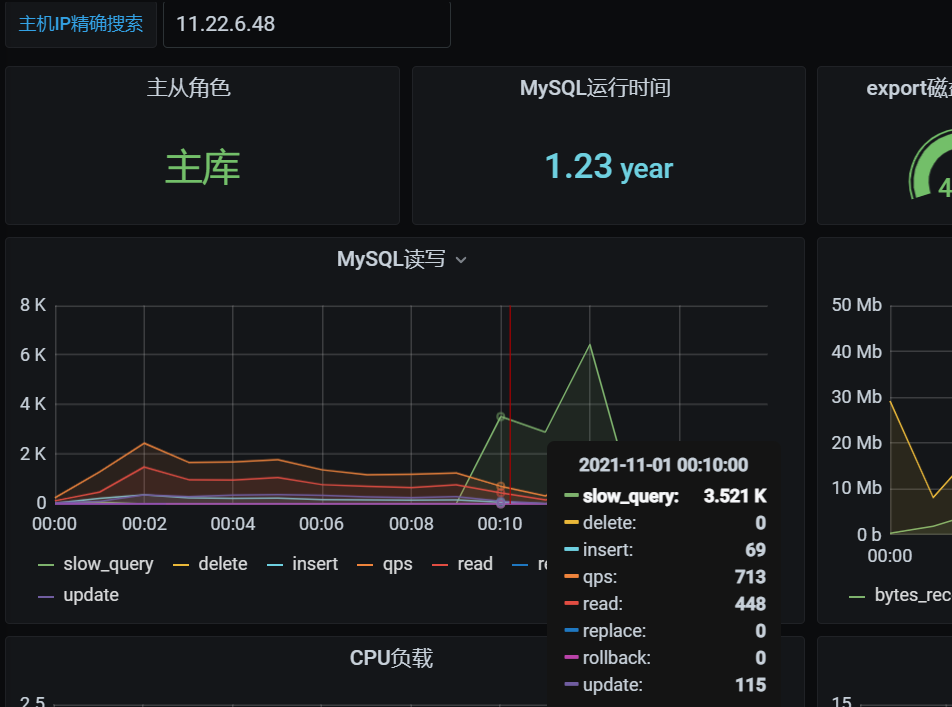 主机IP精确搜索 11.22.6.48
主从角色
主库
MySQL运行时间
1.23 year
export磁
4
MySQL读写
8 K
6 K
4 K
2 K
0
00:00 00:02 00:04 00:06 00:08 00:10
slow_query delete insert qps read re
update
2021-11-01 00:10:00
slow_query: 3.521 K
delete: 0
insert: 69
qps: 713
read: 448
replace: 0
rollback: 0
update: 115
50 Mb
40 Mb
30 Mb
20 Mb
10 Mb
0 b
00:00
bytes_rec
CPU负载
2.5
15